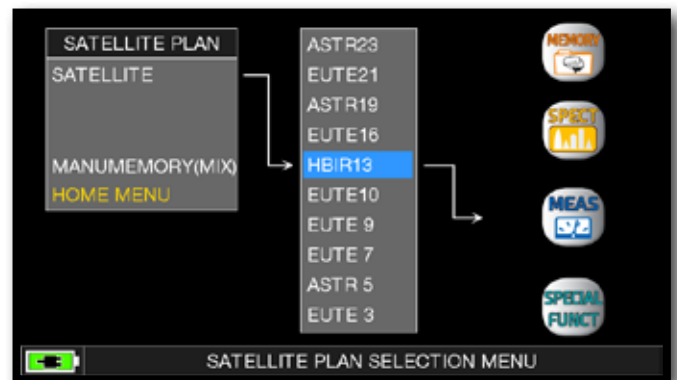 SATELLITE PLAN
SATELLITE
MANUMEMORY(MIX)
HOME MENU
ASTR23
EUTE21
ASTR19
EUTE16
HBIR13
EUTE10
EUTE 9
EUTE 7
ASTR 5
EUTE 3
MEMORY
SPECT
MEAS
SPECIAL
FUNCT
SATELLITE PLAN SELECTION MENU